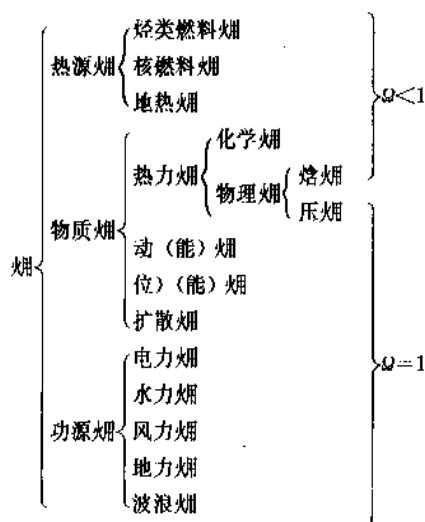 烃类燃料㶲
热源㶲 核燃料㶲
地热㶲
Ω<1
化学㶲
热力㶲
物理㶲 焓㶲
压㶲
物质㶲
动（能）㶲
㶲
位）（能）㶲
扩散㶲
Ω=1
电力㶲
水力㶲
功源㶲 风力㶲
地力㶲
波浪㶲